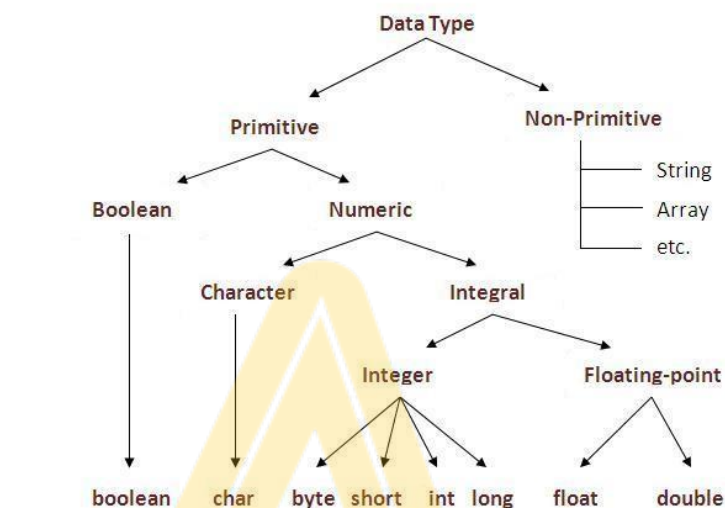 Data Type
Primitive
Non-Primitive
String
Array
etc.
Boolean
Numeric
Character
Integral
Integer
Floating-point
boolean char byte short int long float double